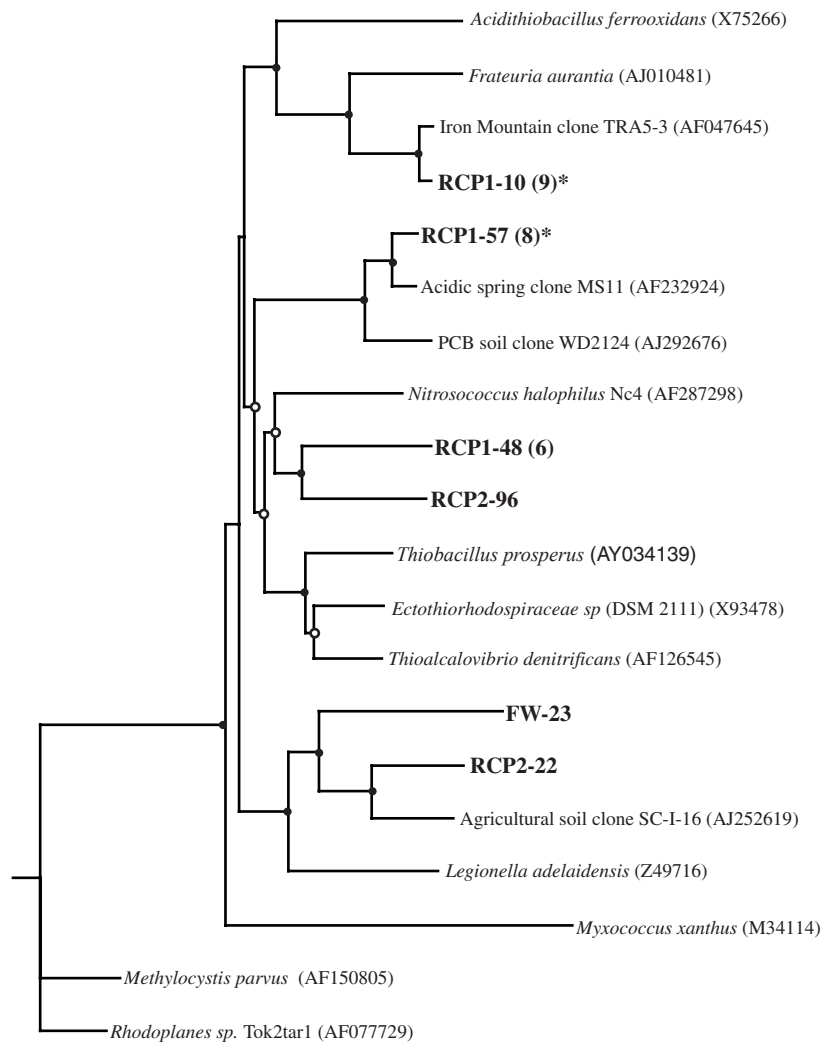 Acidithiobacillus ferrooxidans (X75266)
Frateuria aurantia (AJ010481)
Iron Mountain clone TRA5-3 (AF047645)
RCP1-10 (9)*
RCP1-57 (8)*
Acidic spring clone MS11 (AF232924)
PCB soil clone WD2124 (AJ292676)
Nitrosococcus halophilus Nc4 (AF287298)
RCP1-48 (6)
RCP2-96
Thiobacillus prosperus (AY034139)
Ectothiorhodospiraceae sp (DSM 2111) (X93478)
Thioalcalovibrio denitrificans (AF126545)
FW-23
RCP2-22
Agricultural soil clone SC-I-16 (AJ252619)
Legionella adelaidensis (Z49716)
Myxococcus xanthus (M34114)
Methylocystis parvus (AF150805)
Rhodoplanes sp. Tok2tar1 (AF077729)